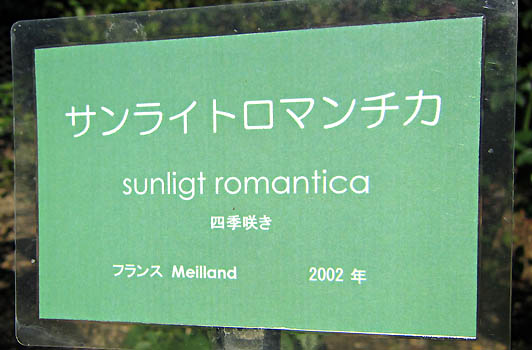 サンライトロマンチカ
sunligt romantica
四季咲き
フランス Meilland 2002 年